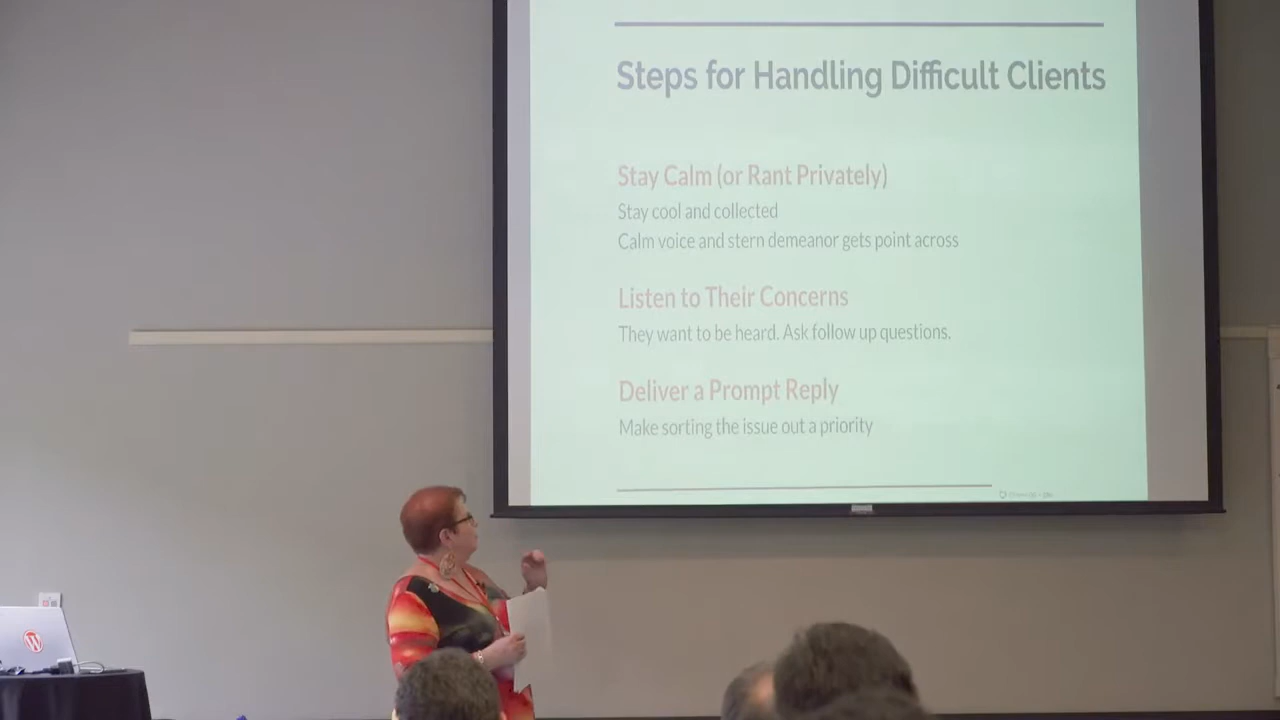 Steps for Handling Difficult Clients
Stay Calm (or Rant Privately)
Stay cool and collected
Calm voice and stern demeanor gets point across
Listen to Their Concerns
They want to be heard. Ask follow up questions.
Deliver a Prompt Reply
Make sorting the issue out a priority
W